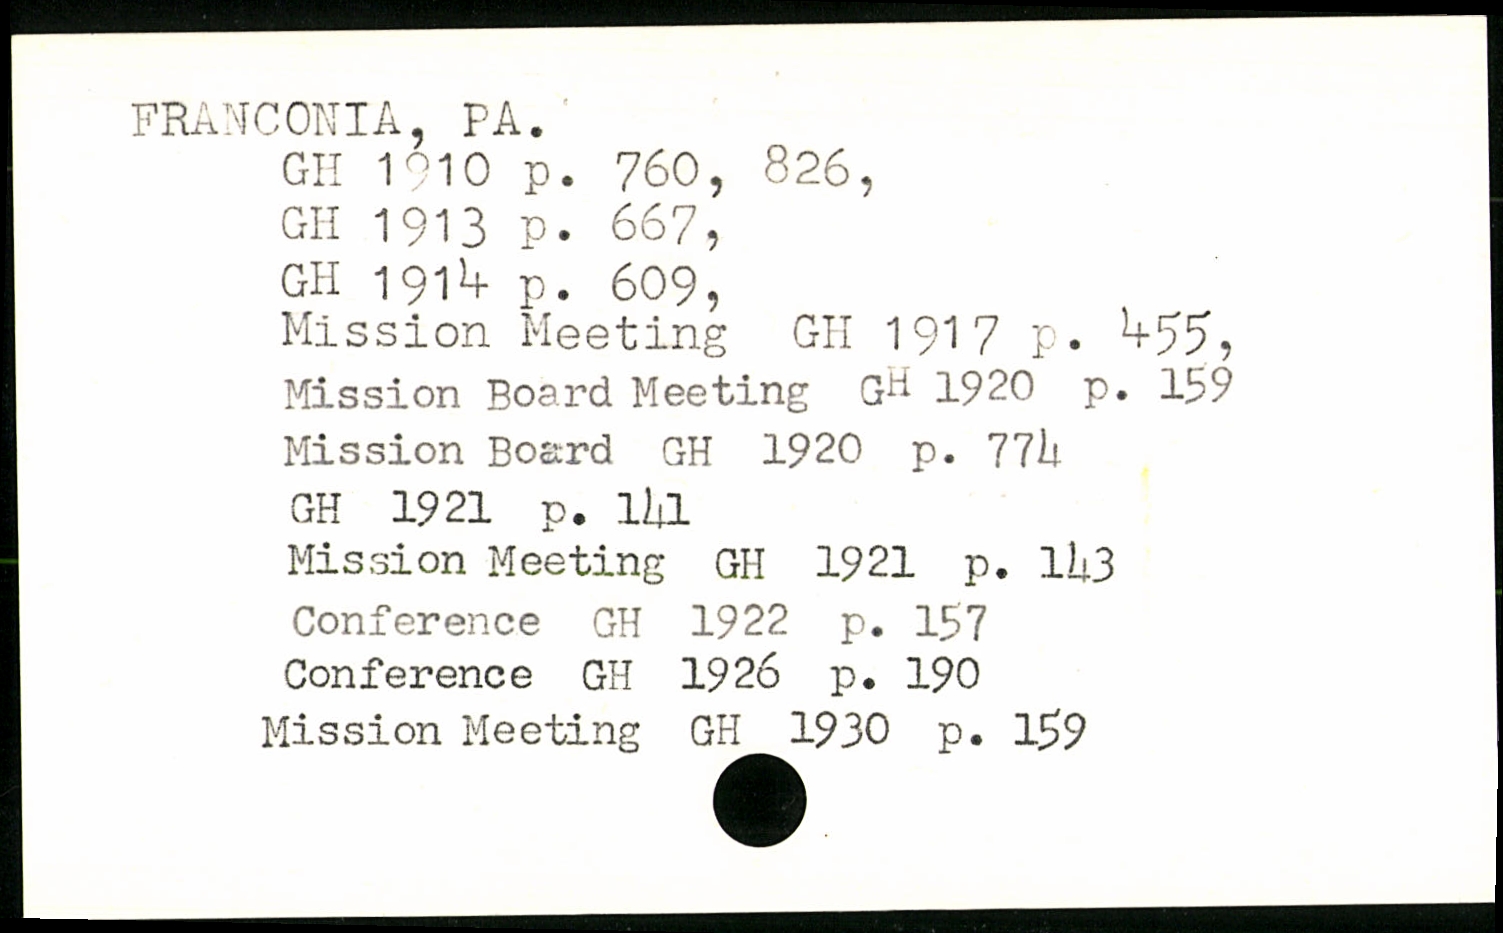 FRANCONIA, PA.
GH 1910 p. 760, 826,
GH 1913 p. 667,
GH 1914 p. 609,
Mission Meeting GH 1917 p. 455,
Mission Board Meeting GH 1920 p. 159
Mission Board GH 1920 p. 774
GH 1921 p. 141
Mission Meeting GH 1921 p. 143
Conference GH 1922 p. 157
Conference GH 1926 p. 190
Mission Meeting GH 1930 p. 159